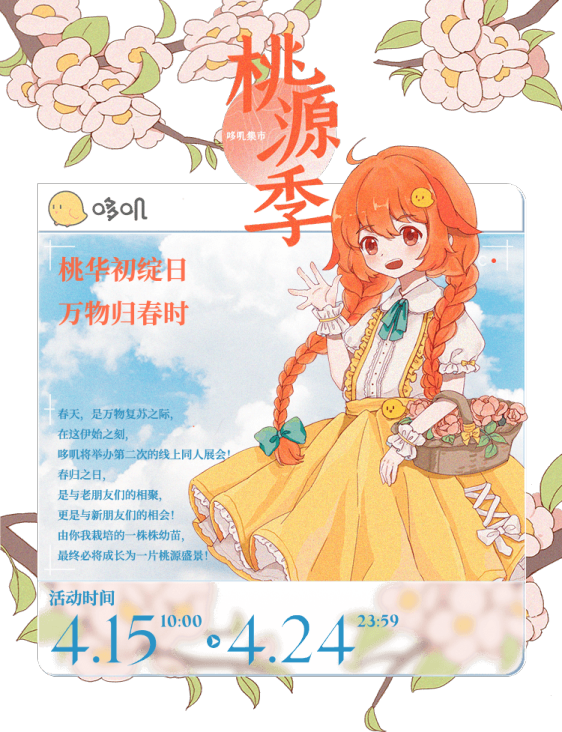 桃源季
哆叽集市
哆叽
桃华初绽日
万物归春时
春天，是万物复苏之际，
在这伊始之刻，
哆叽将举办第二次的线上同人展会！
春归之日，
是与老朋友们的相聚，
更是与新朋友们的相会！
由你我栽培的一株株幼苗，
最终必将成长为一片桃源盛景！
活动时间
4.15 10:00 4.24 23:59